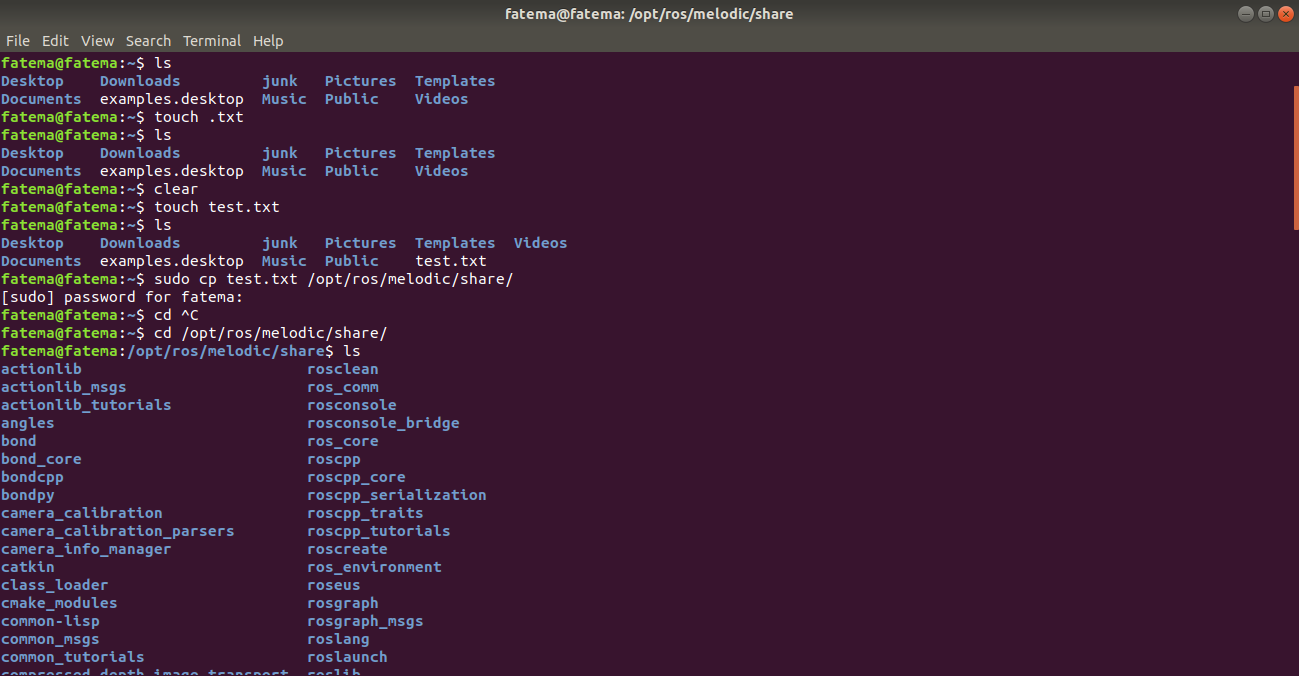 fatema@fatema: /opt/ros/melodic/share
File Edit View Search Terminal Help
fatema@fatema:~$ ls
Desktop    Downloads         junk   Pictures  Templates
Documents  examples.desktop  Music  Public    Videos
fatema@fatema:~$ touch .txt
fatema@fatema:~$ ls
Desktop    Downloads         junk   Pictures  Templates
Documents  examples.desktop  Music  Public    Videos
fatema@fatema:~$ clear
fatema@fatema:~$ touch test.txt
fatema@fatema:~$ ls
Desktop    Downloads         junk   Pictures  Templates  Videos
Documents  examples.desktop  Music  Public    test.txt
fatema@fatema:~$ sudo cp test.txt /opt/ros/melodic/share/
[sudo] password for fatema:
fatema@fatema:~$ cd ^C
fatema@fatema:~$ cd /opt/ros/melodic/share/
fatema@fatema:/opt/ros/melodic/share$ ls
actionlib                         rosclean
actionlib_msgs                    ros_comm
actionlib_tutorials               rosconsole
angles                            rosconsole_bridge
bond                              ros_core
bond_core                         roscpp
bondcpp                           roscpp_core
bondpy                            roscpp_serialization
camera_calibration                roscpp_traits
camera_calibration_parsers        roscpp_tutorials
camera_info_manager               roscreate
catkin                            ros_environment
class_loader                      roseus
cmake_modules                     rosgraph
common-lisp                       rosgraph_msgs
common_msgs                       roslang
common_tutorials                  roslaunch
compressed_depth_image_transport  roslib